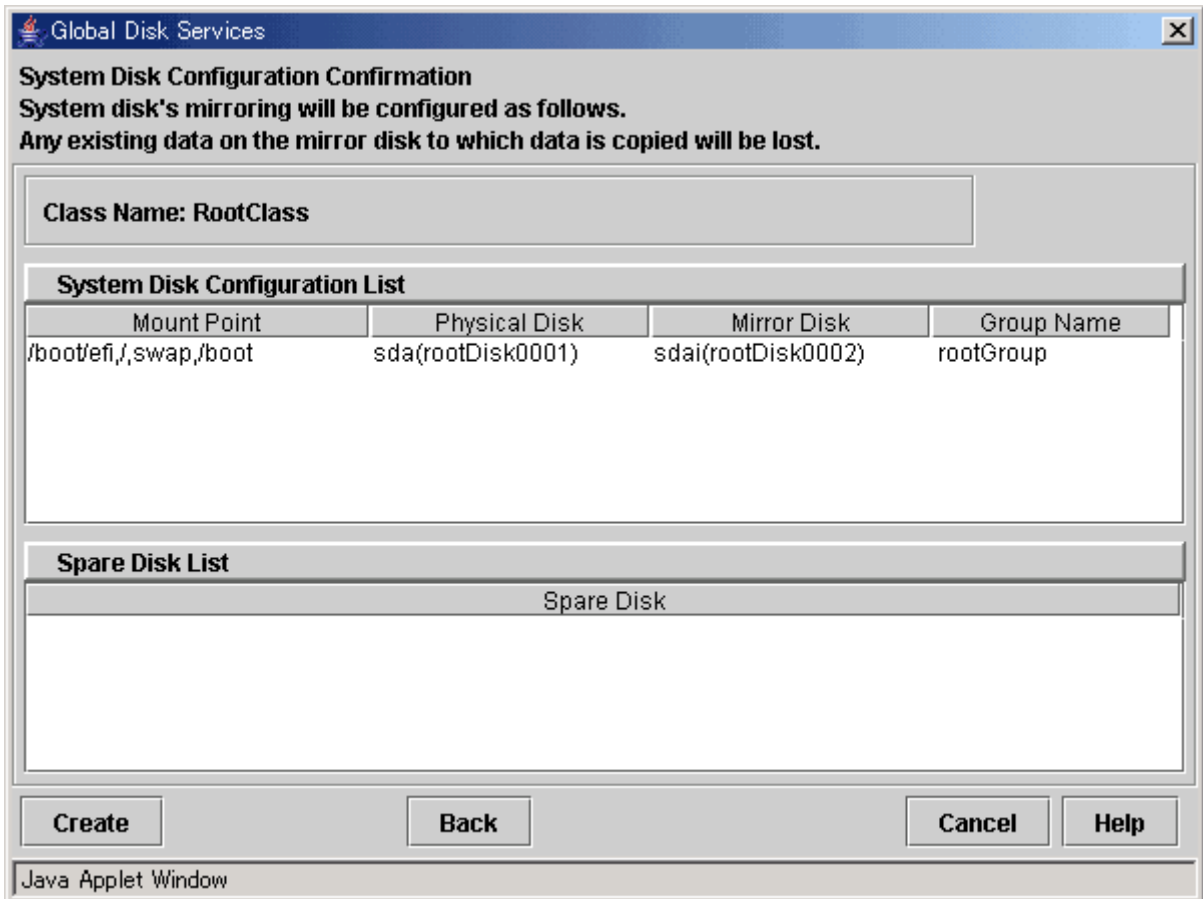 Global Disk Services
System Disk Configuration Confirmation
System disk's mirroring will be configured as follows.
Any existing data on the mirror disk to which data is copied will be lost.
Class Name: RootClass
System Disk Configuration List
Mount Point Physical Disk Mirror Disk Group Name
/boot/efi,/,swap,/boot sda(rootDisk0001) sdai(rootDisk0002) rootGroup
Spare Disk List
Spare Disk
Create Back Cancel Help
Java Applet Window